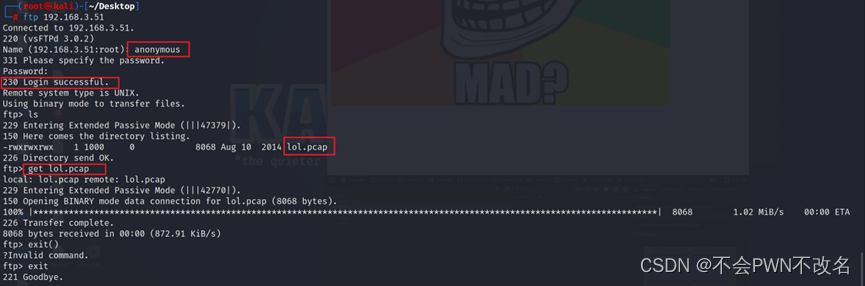 ┌──(root㉿kali)-[~/Desktop]
└─# ftp 192.168.3.51
Connected to 192.168.3.51.
220 (vsFTPd 3.0.2)
Name (192.168.3.51:root): anonymous
331 Please specify the password.
Password:
230 Login successful.
Remote system type is UNIX.
Using binary mode to transfer files.
ftp> ls
229 Entering Extended Passive Mode (|||47379|).
150 Here comes the directory listing.
-rwxrwxrwx    1 1000     0            8068 Aug 10  2014 lol.pcap
226 Directory send OK.
ftp> get lol.pcap
local: lol.pcap remote: lol.pcap
229 Entering Extended Passive Mode (|||42770|).
150 Opening BINARY mode data connection for lol.pcap (8068 bytes).
100% |***********************************************************************************************************************| 8068        1.02 MiB/s    00:00 ETA
226 Transfer complete.
8068 bytes received in 00:00 (872.91 KiB/s)
ftp> exit()
?Invalid command.
ftp> exit
221 Goodbye.
MAD?
KA
"the quieter
CSDN @不会PWN不改名